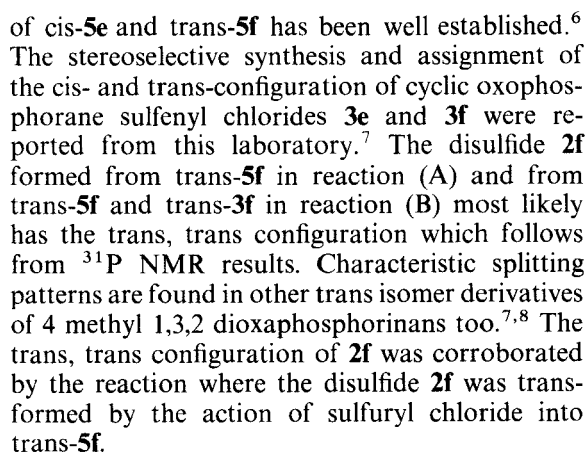 of cis-5e and trans-5f has been well established.⁶
The stereoselective synthesis and assignment of
the cis- and trans-configuration of cyclic oxophos-
phorane sulfenyl chlorides 3e and 3f were re-
ported from this laboratory.⁷ The disulfide 2f
formed from trans-5f in reaction (A) and from
trans-5f and trans-3f in reaction (B) most likely
has the trans, trans configuration which follows
from ³¹P NMR results. Characteristic splitting
patterns are found in other trans isomer derivatives
of 4 methyl 1,3,2 dioxaphosphorinans too.⁷,⁸ The
trans, trans configuration of 2f was corroborated
by the reaction where the disulfide 2f was trans-
formed by the action of sulfuryl chloride into
trans-5f.